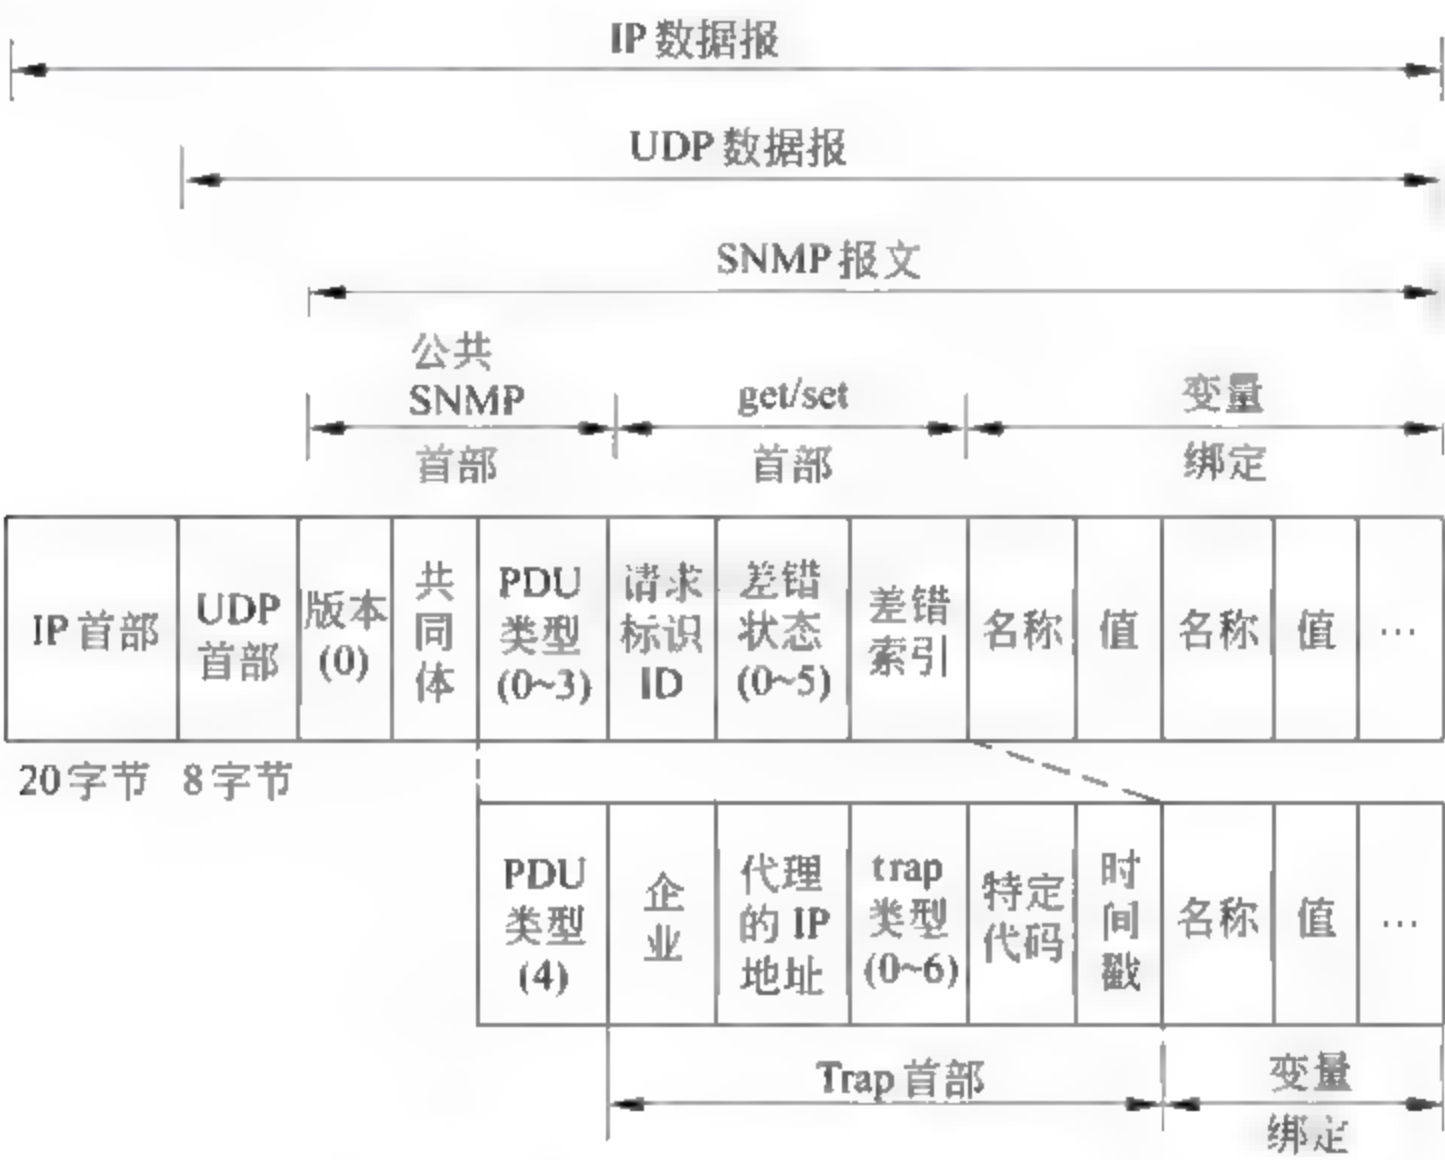 IP 数据报
UDP 数据报
SNMP 报文
公共
SNMP
首部
get/set
首部
变量
绑定
IP 首部
UDP
首部
版本
(0)
共
同
体
PDU
类型
(0~3)
请求
标识
ID
差错
状态
(0~5)
差错
索引
名称
值
名称
值
…
20 字节
8 字节
PDU
类型
(4)
企
业
代理
的 IP
地址
trap
类型
(0~6)
特定
代码
时
间
戳
名称
值
…
Trap 首部
变量
绑定